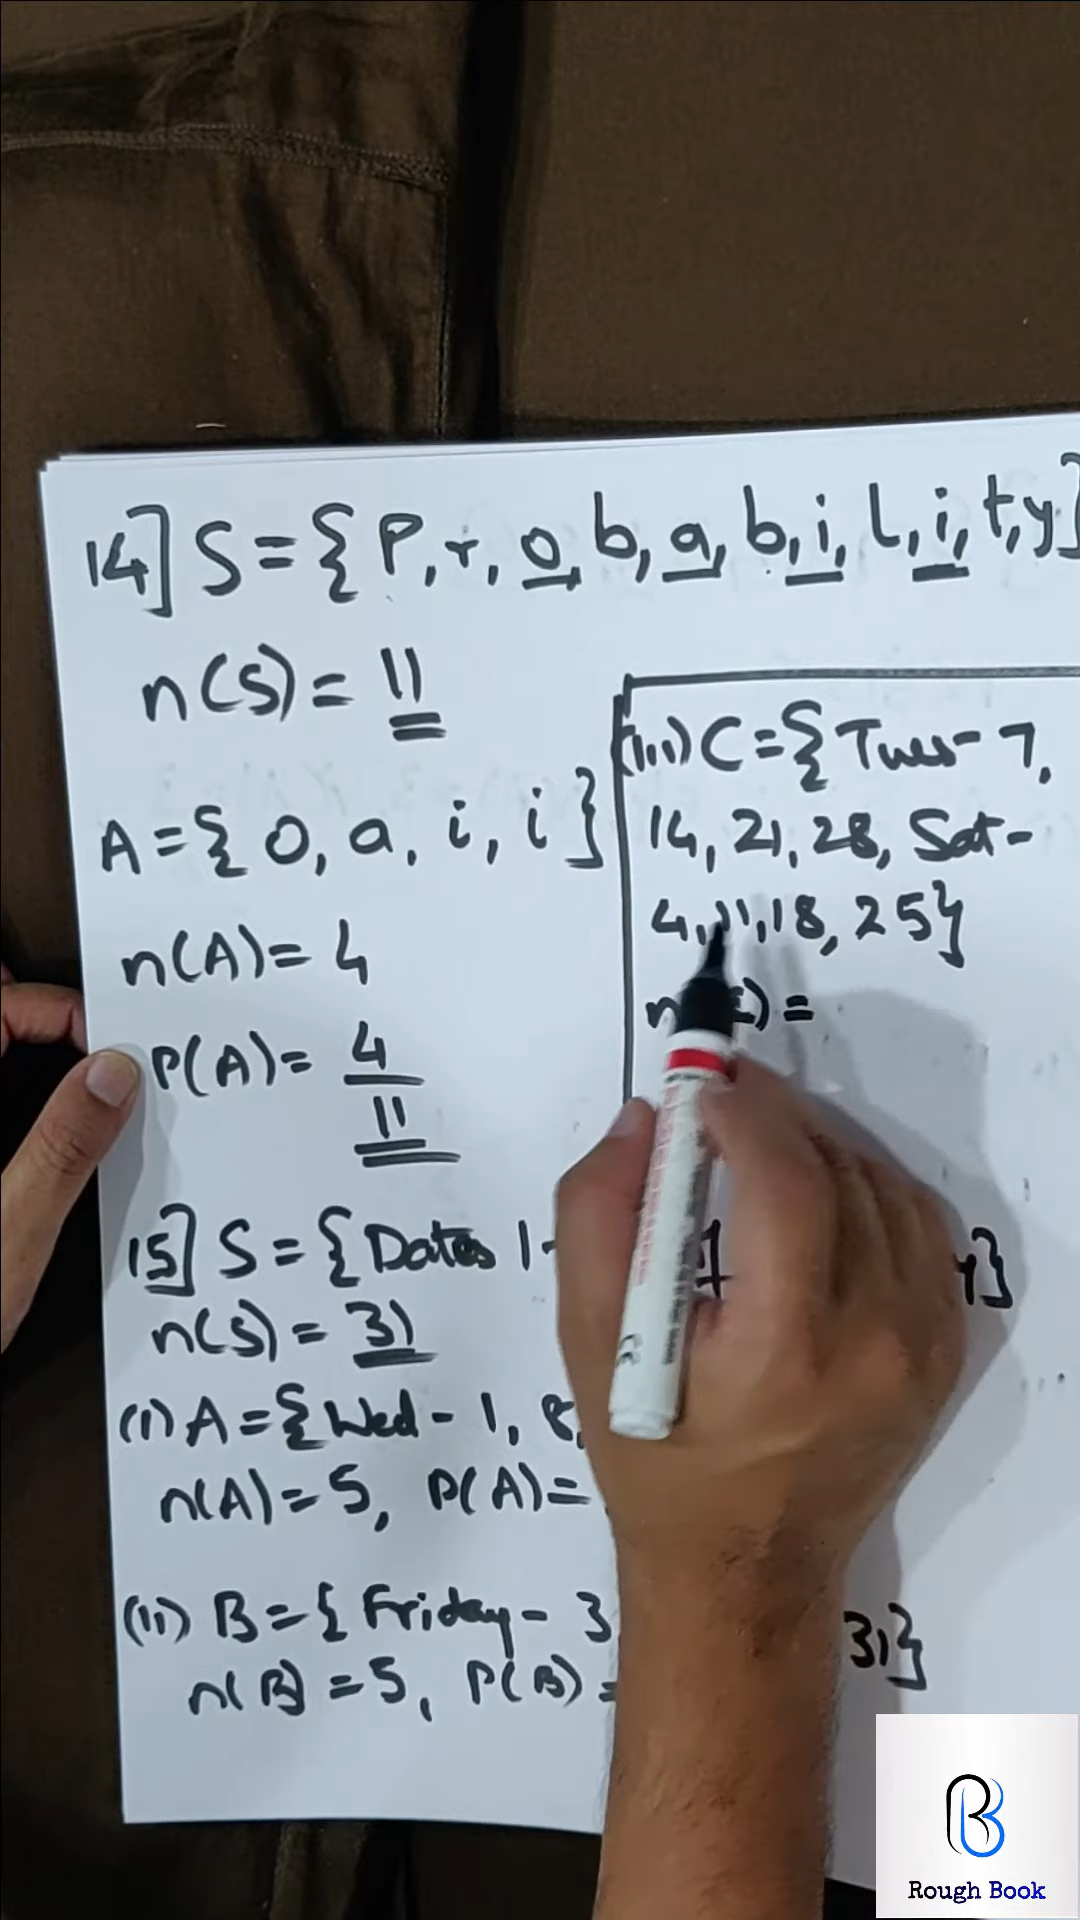 14] S = { P, r, o, b, a, b, i, l, i, t, y}
n(S) = 11
A = { o, a, i, i }
n(A) = 4
P(A) = 4
11
(iii) C = { Tues - 7,
14, 21, 28, Sat -
4, 11, 18, 25}
15] S = { Dates 1
n(S) = 31
(i) A = { Wed - 1, 8,
n(A) = 5, P(A) =
(ii) B = { Friday - 3 31}
n(B) = 5, P(B) =
B
Rough Book